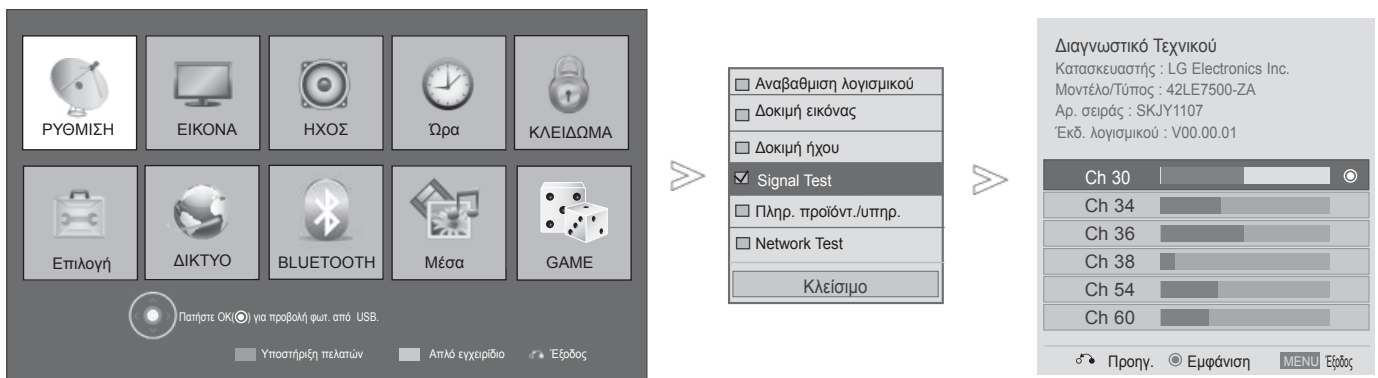 ΡΥΘΜΙΣΗ
ΕΙΚΟΝΑ
ΗΧΟΣ
Ώρα
ΚΛΕΙΔΩΜΑ
Επιλογή
ΔΙΚΤΥΟ
BLUETOOTH
Μέσα
GAME
Πατήστε OK(◉) για προβολή φωτ. από USB.
Υποστήριξη πελατών
Απλό εγχειρίδιο
Έξοδος
Αναβαθμιση λογισμικού
Δοκιμή εικόνας
Δοκιμή ήχου
Signal Test
Πληρ. προϊόντ./υπηρ.
Network Test
Κλείσιμο
Διαγνωστικό Τεχνικού
Κατασκευαστής : LG Electronics Inc.
Μοντέλο/Τύπος : 42LE7500-ZA
Αρ. σειράς : SKJY1107
Έκδ. λογισμικού : V00.00.01
Ch 30
Ch 34
Ch 36
Ch 38
Ch 54
Ch 60
Προηγ. ◉ Εμφάνιση MENU Έξοδος